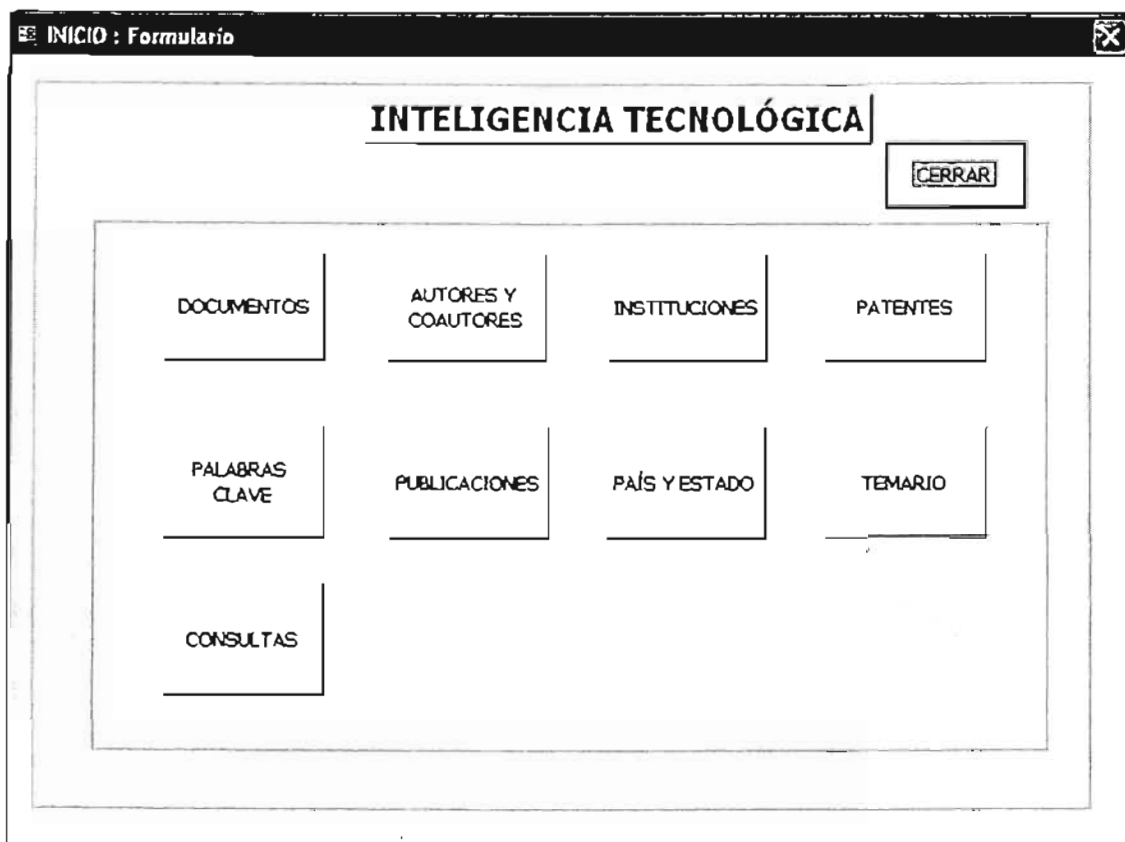 INICIO : Formulario
INTELIGENCIA TECNOLÓGICA
CERRAR
DOCUMENTOS
AUTORES Y
COAUTORES
INSTITUCIONES
PATENTES
PALABRAS
CLAVE
PUBLICACIONES
PAÍS Y ESTADO
TEMARIO
CONSULTAS